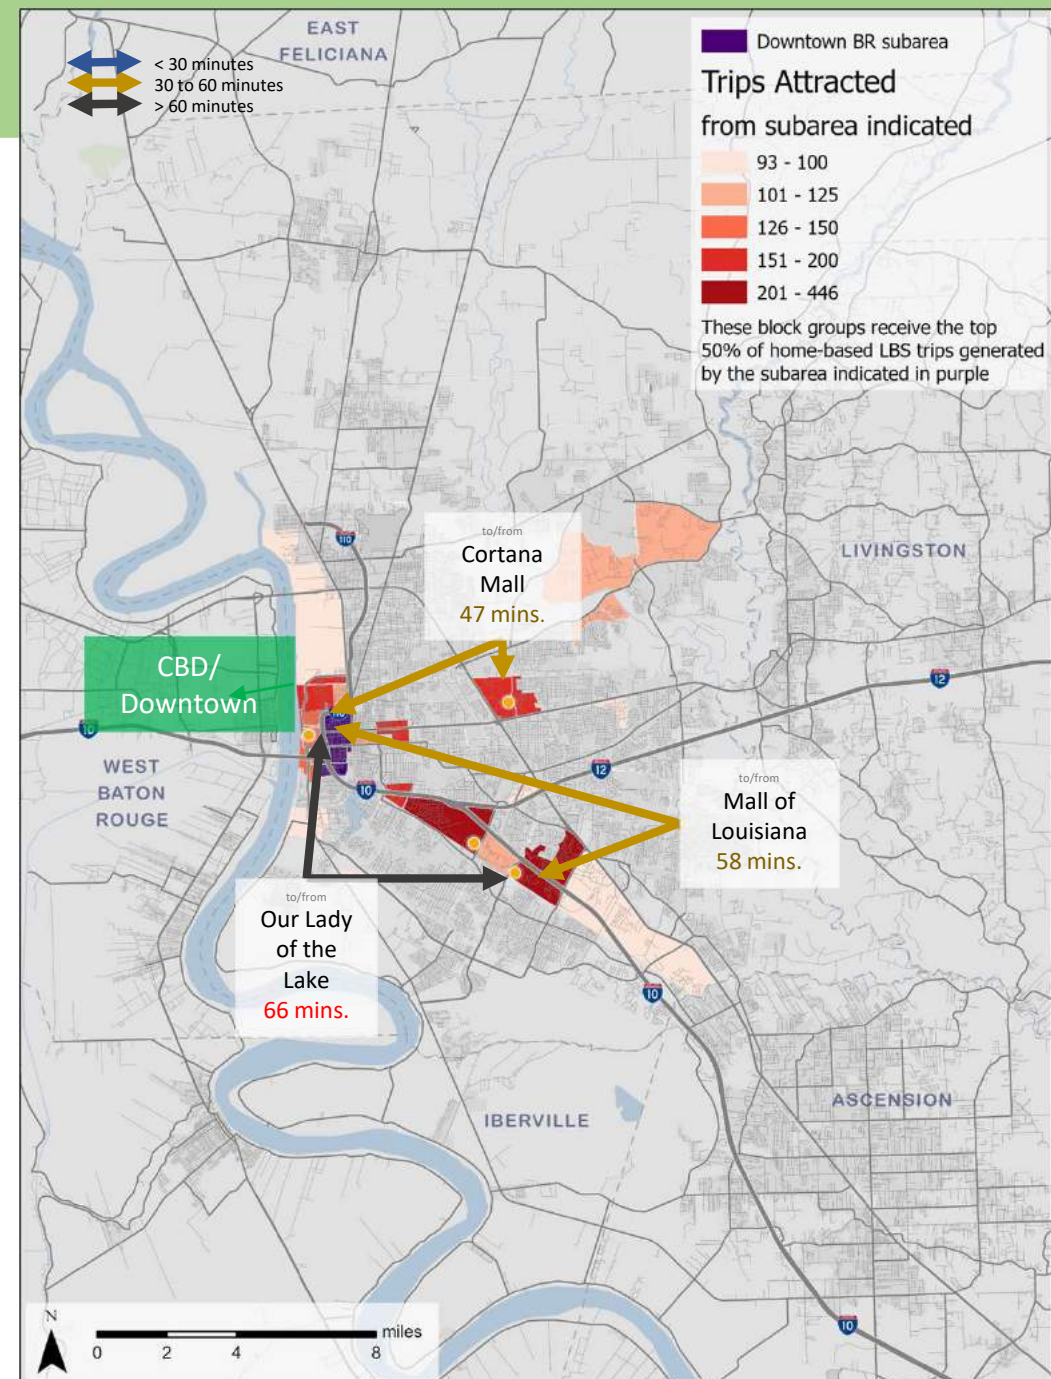 EAST
FELICIANA
< 30 minutes
30 to 60 minutes
> 60 minutes
Downtown BR subarea
Trips Attracted
from subarea indicated
93 - 100
101 - 125
126 - 150
151 - 200
201 - 446
These block groups receive the top
50% of home-based LBS trips generated
by the subarea indicated in purple
110
to/from
Cortana
Mall
47 mins.
LIVINGSTON
CBD/
Downtown
12
110
10
WEST
BATON
ROUGE
12
10
to/from
Mall of
Louisiana
58 mins.
to/from
Our Lady
of the
Lake
66 mins.
10
ASCENSION
IBERVILLE
10
N
miles
0 2 4 8